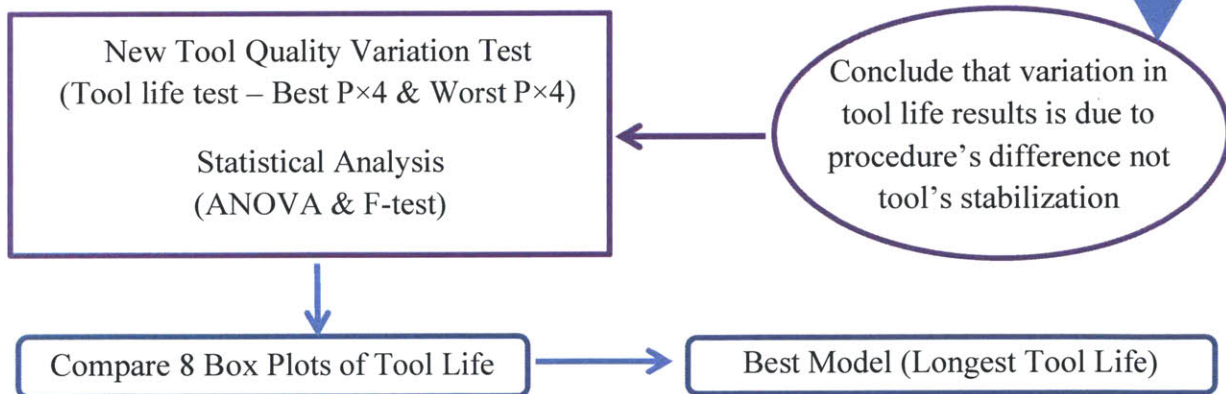 New Tool Quality Variation Test
(Tool life test – Best P×4 & Worst P×4)
Statistical Analysis
(ANOVA & F-test)
Conclude that variation in
tool life results is due to
procedure’s difference not
tool’s stabilization
Compare 8 Box Plots of Tool Life
Best Model (Longest Tool Life)